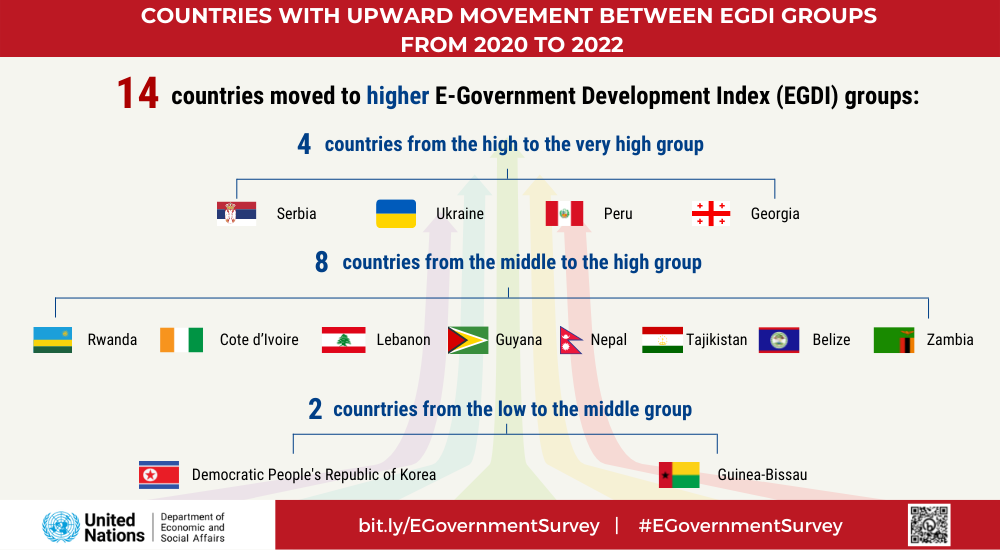 COUNTRIES WITH UPWARD MOVEMENT BETWEEN EGDI GROUPS
FROM 2020 TO 2022
14 countries moved to higher E-Government Development Index (EGDI) groups:
4 countries from the high to the very high group
Serbia Ukraine Peru Georgia
8 countries from the middle to the high group
Rwanda Cote d’Ivoire Lebanon Guyana Nepal Tajikistan Belize Zambia
2 counrtries from the low to the middle group
Democratic People's Republic of Korea Guinea-Bissau
United
Nations
Department of
Economic and
Social Affairs
bit.ly/EGovernmentSurvey | #EGovernmentSurvey